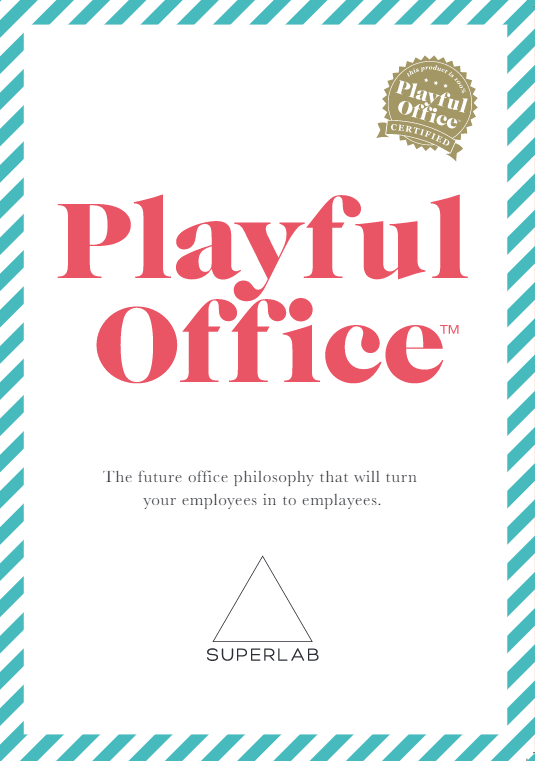 this product is 100%
Playful
Office
CERTIFIED
Playful
Office™
The future office philosophy that will turn
your employees in to emplayees.
SUPERLAB